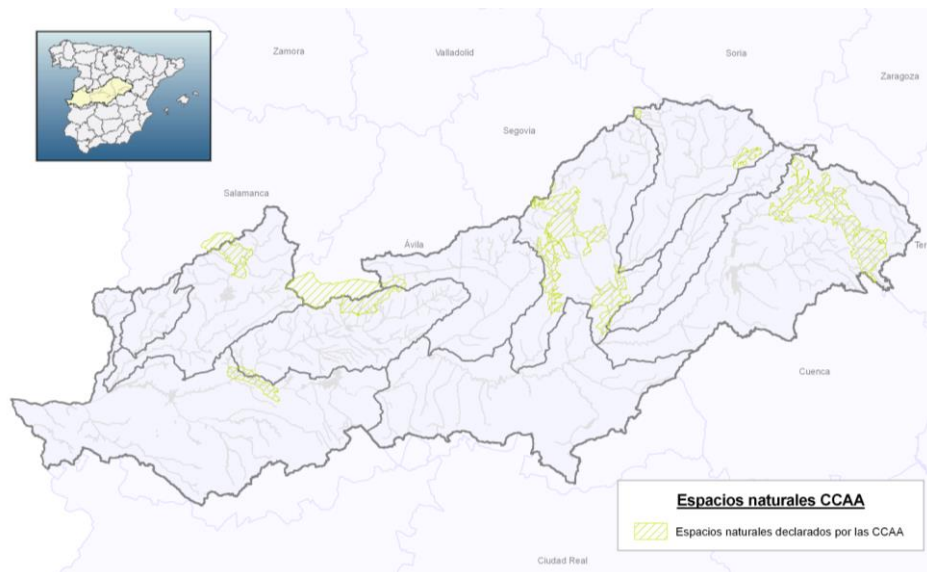 Zamora
Valladolid
Soria
Zaragoza
Segovia
Salamanca
Ávila
Ter
Cuenca
Espacios naturales CCAA
Espacios naturales declarados por las CCAA
Ciudad Real